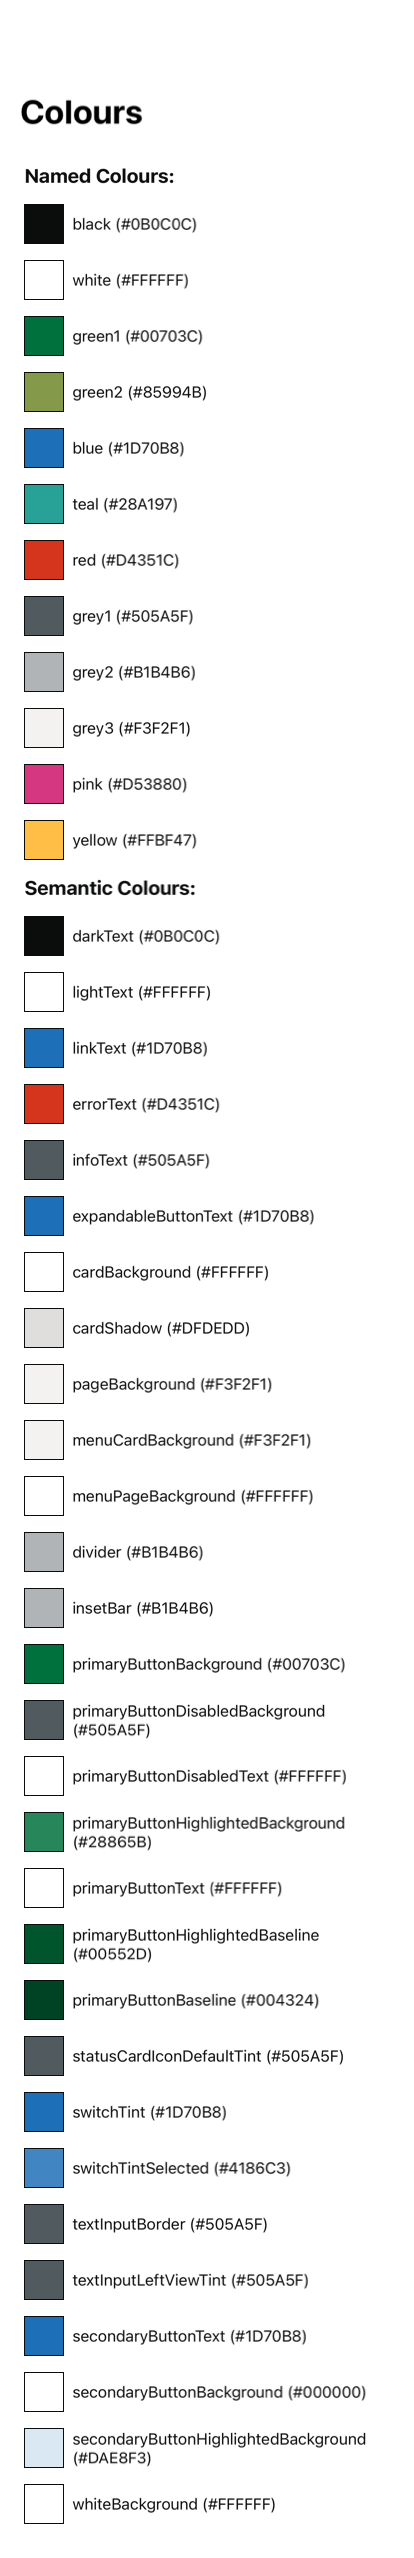 Colours
Named Colours:
black (#0B0C0C)
white (#FFFFFF)
green1 (#00703C)
green2 (#85994B)
blue (#1D70B8)
teal (#28A197)
red (#D4351C)
grey1 (#505A5F)
grey2 (#B1B4B6)
grey3 (#F3F2F1)
pink (#D53880)
yellow (#FFBF47)
Semantic Colours:
darkText (#0B0C0C)
lightText (#FFFFFF)
linkText (#1D70B8)
errorText (#D4351C)
infoText (#505A5F)
expandableButtonText (#1D70B8)
cardBackground (#FFFFFF)
cardShadow (#DFDEDD)
pageBackground (#F3F2F1)
menuCardBackground (#F3F2F1)
menuPageBackground (#FFFFFF)
divider (#B1B4B6)
insetBar (#B1B4B6)
primaryButtonBackground (#00703C)
primaryButtonDisabledBackground
(#505A5F)
primaryButtonDisabledText (#FFFFFF)
primaryButtonHighlightedBackground
(#28865B)
primaryButtonText (#FFFFFF)
primaryButtonHighlightedBaseline
(#00552D)
primaryButtonBaseline (#004324)
statusCardIconDefaultTint (#505A5F)
switchTint (#1D70B8)
switchTintSelected (#4186C3)
textInputBorder (#505A5F)
textInputLeftViewTint (#505A5F)
secondaryButtonText (#1D70B8)
secondaryButtonBackground (#000000)
secondaryButtonHighlightedBackground
(#DAE8F3)
whiteBackground (#FFFFFF)